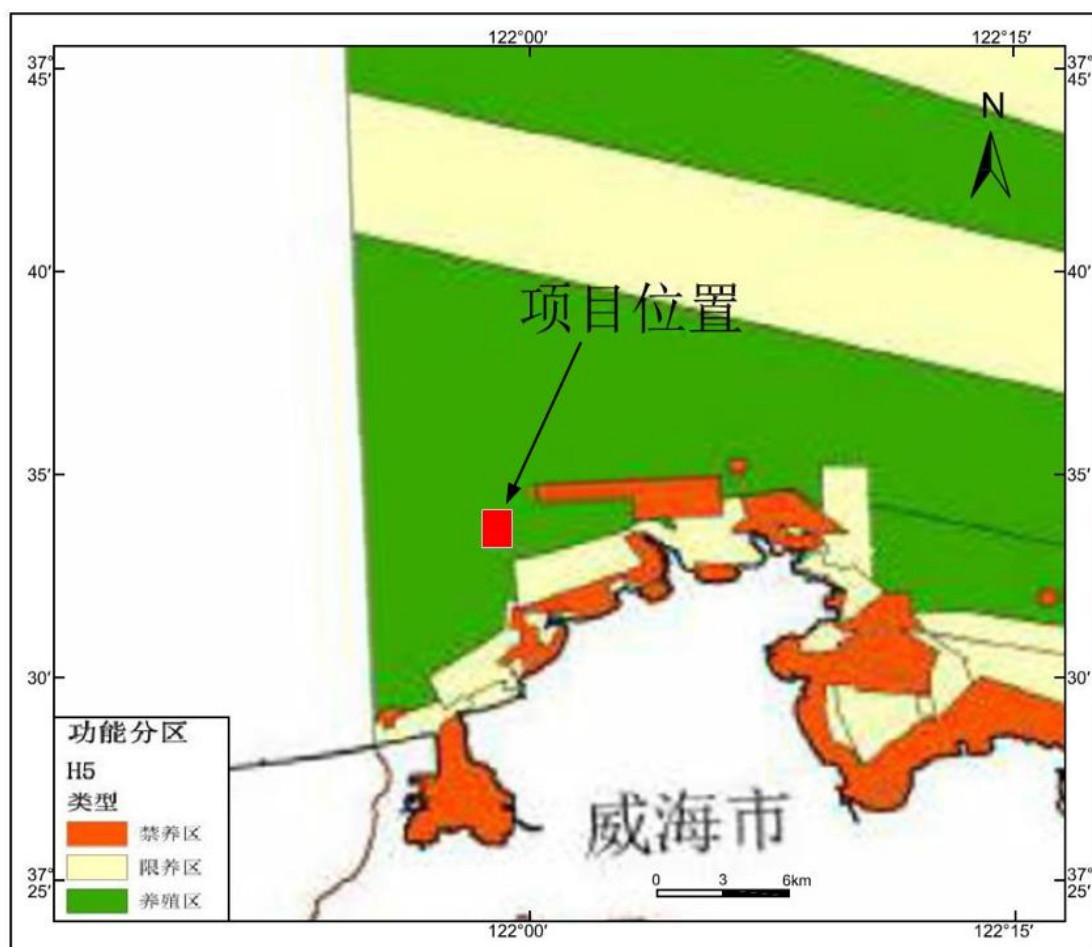 122°00′ 122°15′
37° 45′ 37° 45′
N
40′ 40′
项目位置
35′ 35′
30′ 30′
功能分区
H5
类型
禁养区
限养区
养殖区
威海市
0 3 6km
37° 25′ 37° 25′
122°00′ 122°15′